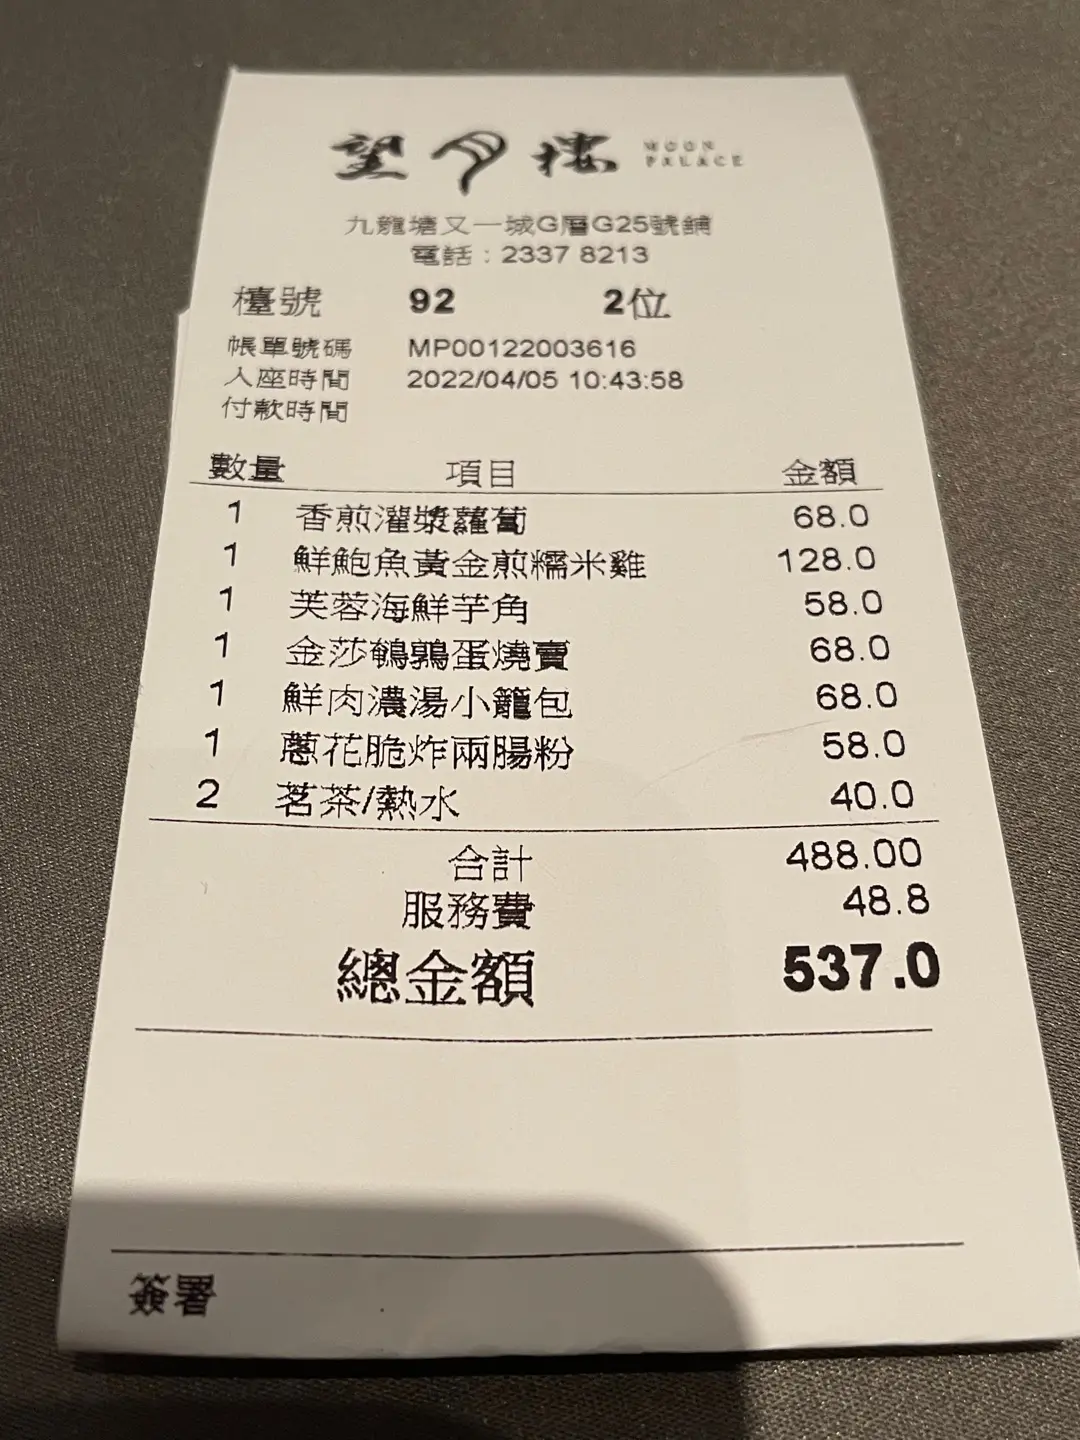 望月樓 MOON PALACE
九龍塘又一城G層G25號鋪
電話：2337 8213
檯號 92 2位
帳單號碼 MP00122003616
入座時間 2022/04/05 10:43:58
付款時間
數量 項目 金額
1 香煎灌漿蘿蔔 68.0
1 鮮鮑魚黃金煎糯米雞 128.0
1 芙蓉海鮮芋角 58.0
1 金莎鵪鶉蛋燒賣 68.0
1 鮮肉濃湯小籠包 68.0
1 蔥花脆炸兩腸粉 58.0
2 茗茶/熱水 40.0
合計 488.00
服務費 48.8
總金額 537.0
簽署